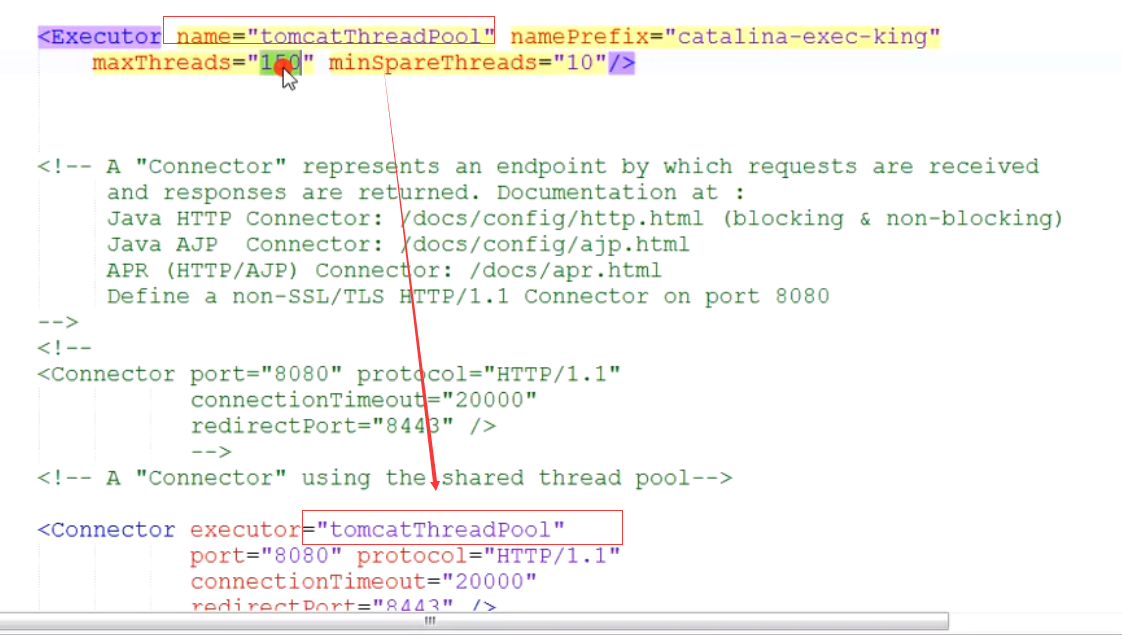 <Executor name="tomcatThreadPool" namePrefix="catalina-exec-king"
maxThreads="150" minSpareThreads="10"/>
<!-- A "Connector" represents an endpoint by which requests are received
and responses are returned. Documentation at :
Java HTTP Connector: /docs/config/http.html (blocking & non-blocking)
Java AJP  Connector: /docs/config/ajp.html
APR (HTTP/AJP) Connector: /docs/apr.html
Define a non-SSL/TLS HTTP/1.1 Connector on port 8080
-->
<!--
<Connector port="8080" protocol="HTTP/1.1"
connectionTimeout="20000"
redirectPort="8443" />
-->
<!-- A "Connector" using the shared thread pool-->
<Connector executor="tomcatThreadPool"
port="8080" protocol="HTTP/1.1"
connectionTimeout="20000"
redirectPort="8443" />